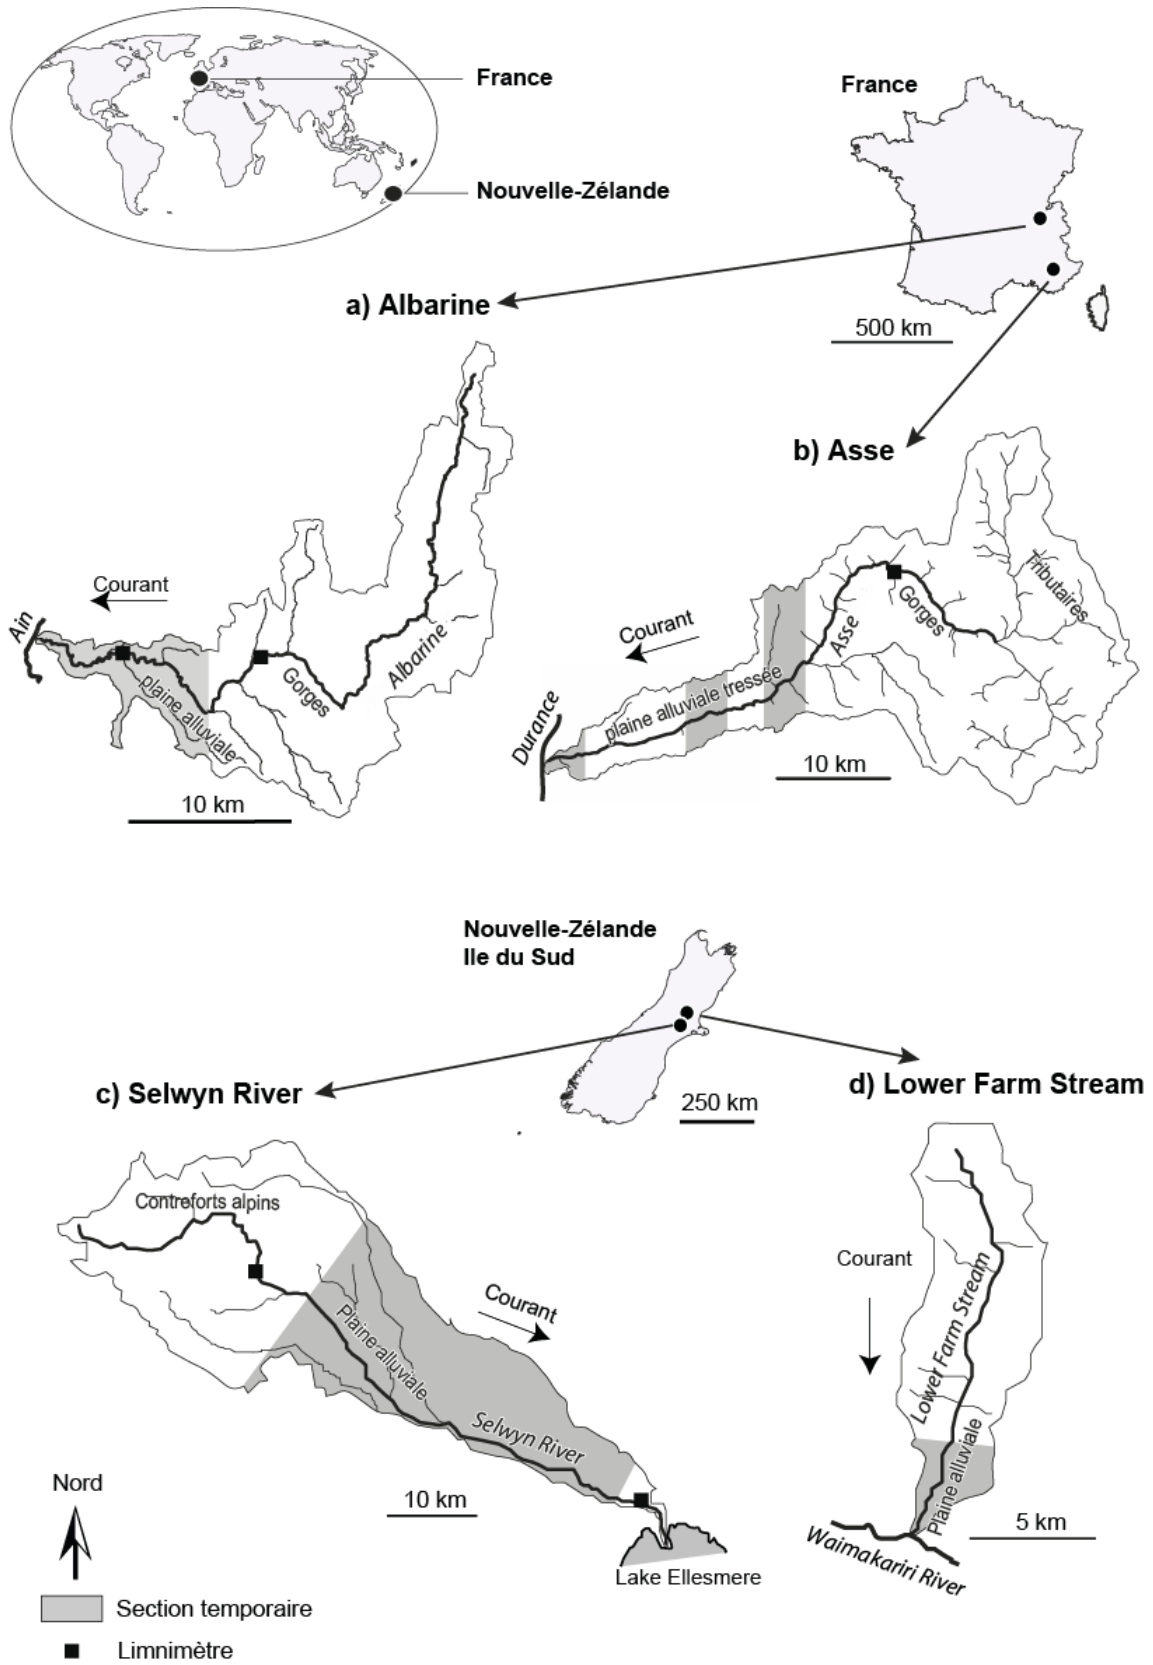 France
Nouvelle-Zélande
France
500 km
a) Albarine
b) Asse
Courant
Ain
Gorges
Albarine
plaine alluviale
10 km
Courant
Durance
plaine alluviale tressée
Asse
Gorges
Tributaires
10 km
Nouvelle-Zélande
Ile du Sud
250 km
c) Selwyn River
d) Lower Farm Stream
Contreforts alpins
Courant
Plaine alluviale
Selwyn River
10 km
Lake Ellesmere
Courant
Lower Farm Stream
Plaine alluviale
5 km
Waimakariri River
Nord
Section temporaire
Limnimètre